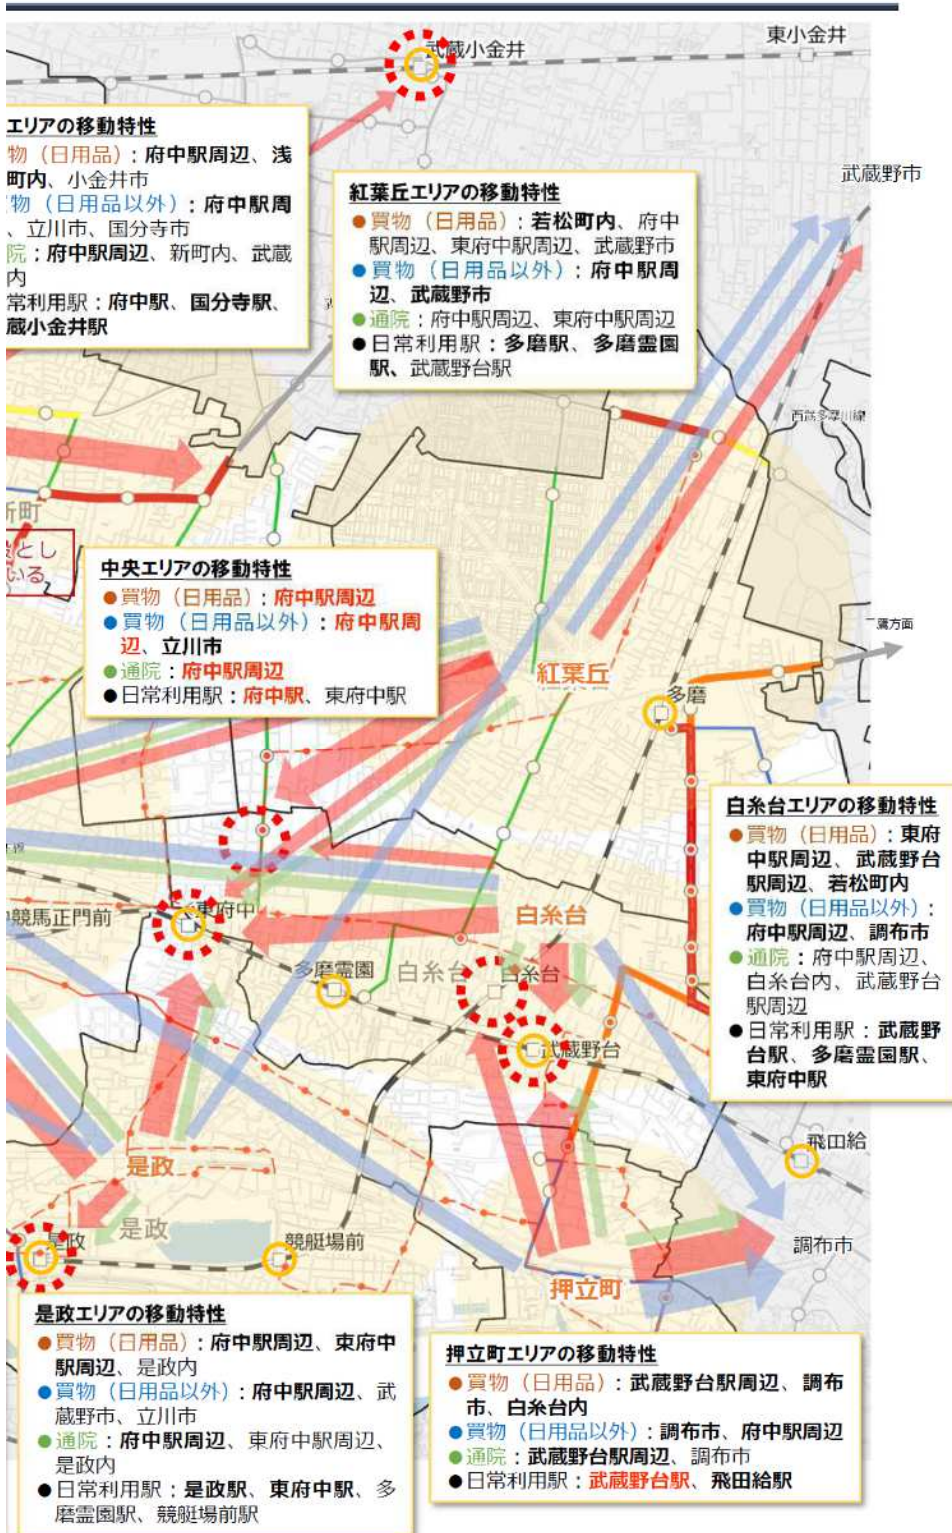 武蔵小金井
東小金井
武蔵野市
エリアの移動特性
物（日用品）：府中駅周辺、浅
町内、小金井市
物（日用品以外）：府中駅周
、立川市、国分寺市
院：府中駅周辺、新町内、武蔵
内
常利用駅：府中駅、国分寺駅、
蔵小金井駅
紅葉丘エリアの移動特性
●買物（日用品）：若松町内、府中
駅周辺、東府中駅周辺、武蔵野市
●買物（日用品以外）：府中駅周
辺、武蔵野市
●通院：府中駅周辺、東府中駅周辺
●日常利用駅：多磨駅、多磨霊園
駅、武蔵野台駅
西武多摩川線
新町
とし
いる
中央エリアの移動特性
●買物（日用品）：府中駅周辺
●買物（日用品以外）：府中駅周
辺、立川市
●通院：府中駅周辺
●日常利用駅：府中駅、東府中駅
紅葉丘
多磨
三鷹方面
白糸台エリアの移動特性
●買物（日用品）：東府
中駅周辺、武蔵野台
駅周辺、若松町内
●買物（日用品以外）：
府中駅周辺、調布市
●通院：府中駅周辺、
白糸台内、武蔵野台
駅周辺
●日常利用駅：武蔵野
台駅、多磨霊園駅、
東府中駅
競馬正門前
東府中
白糸台
多磨霊園
白糸台
白糸台
武蔵野台
飛田給
是政
是政
是政
競艇場前
調布市
押立町
是政エリアの移動特性
●買物（日用品）：府中駅周辺、東府中
駅周辺、是政内
●買物（日用品以外）：府中駅周辺、武
蔵野市、立川市
●通院：府中駅周辺、東府中駅周辺、
是政内
●日常利用駅：是政駅、東府中駅、多
磨霊園駅、競艇場前駅
押立町エリアの移動特性
●買物（日用品）：武蔵野台駅周辺、調布
市、白糸台内
●買物（日用品以外）：調布市、府中駅周辺
●通院：武蔵野台駅周辺、調布市
●日常利用駅：武蔵野台駅、飛田給駅